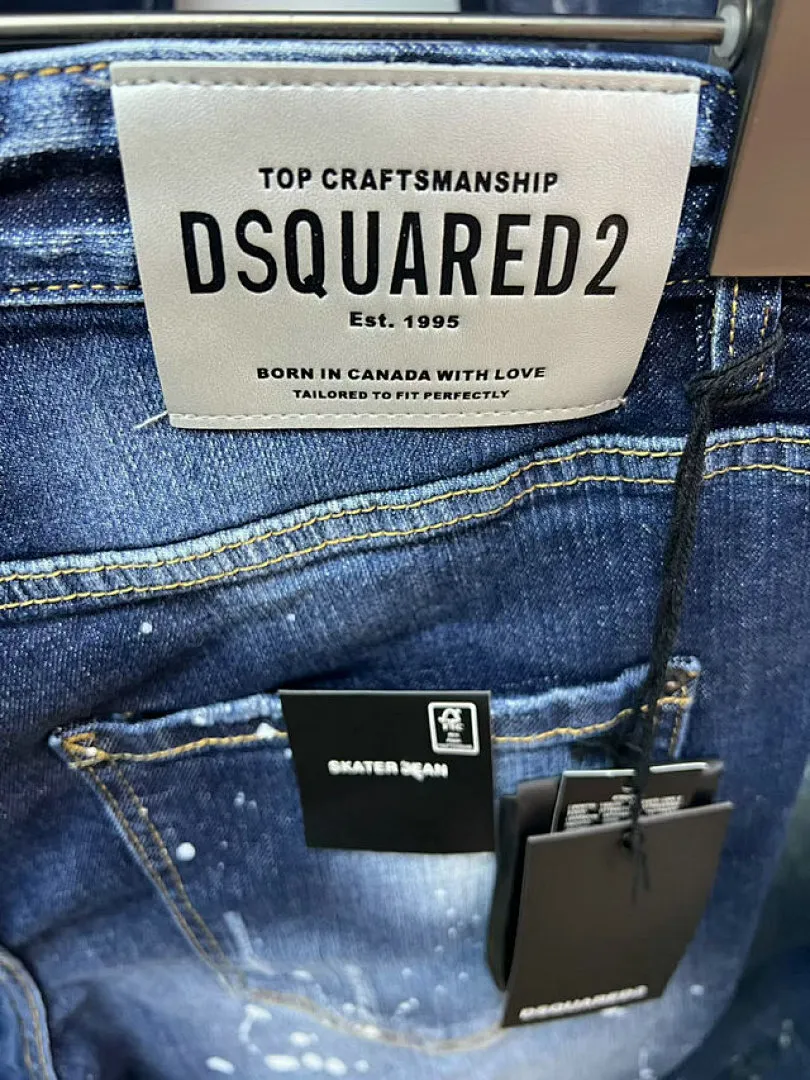 TOP CRAFTSMANSHIP
DSQUARED2
Est. 1995
BORN IN CANADA WITH LOVE
TAILORED TO FIT PERFECTLY
SKATER JEAN
DSQUARED2